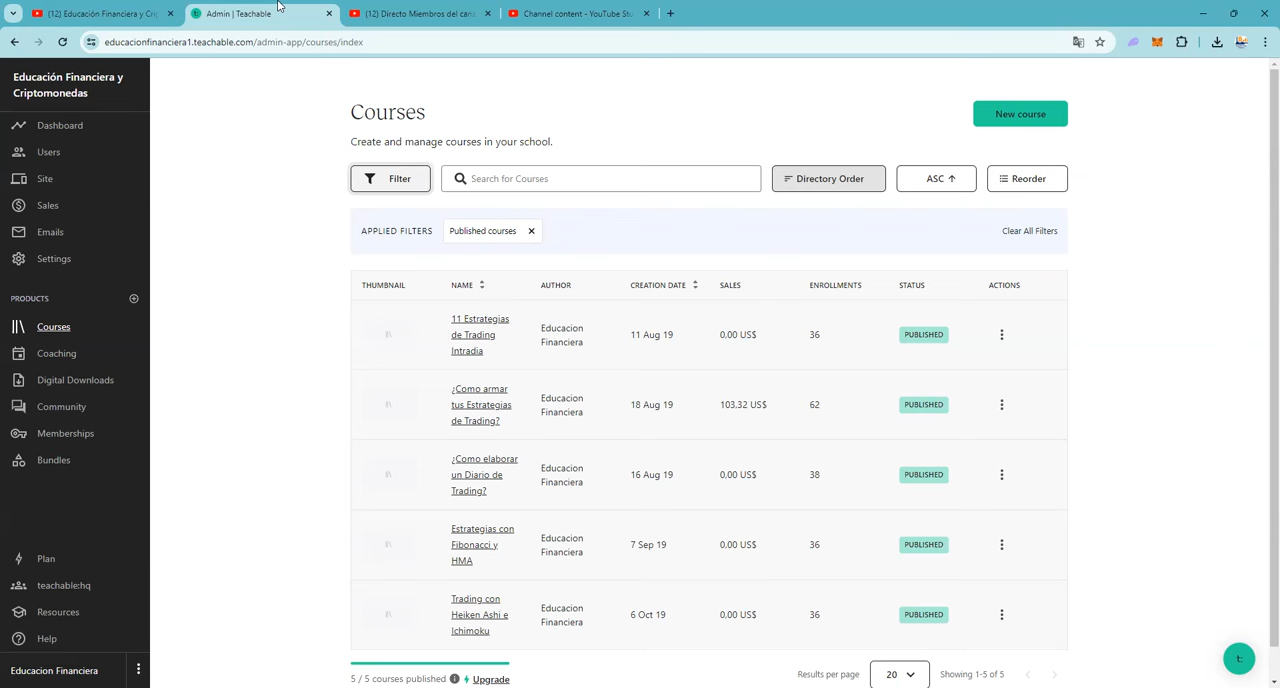 (12) Educación Financiera y Crip
Admin | Teachable
(12) Directo Miembros del cana
Channel content - YouTube Stu
educacionfinanciera1.teachable.com/admin-app/courses/index
Educación Financiera y
Criptomonedas
Dashboard
Users
Site
Sales
Emails
Settings
PRODUCTS
Courses
Coaching
Digital Downloads
Community
Memberships
Bundles
Plan
teachable:hq
Resources
Help
Educacion Financiera
Courses
New course
Create and manage courses in your school.
Filter
Search for Courses
Directory Order
ASC ↑
Reorder
APPLIED FILTERS
Published courses ×
Clear All Filters
THUMBNAIL NAME AUTHOR CREATION DATE SALES ENROLLMENTS STATUS ACTIONS
11 Estrategias
de Trading
Intradia
Educacion
Financiera
11 Aug 19
0,00 US$
36
PUBLISHED
¿Como armar
tus Estrategias
de Trading?
Educacion
Financiera
18 Aug 19
103,32 US$
62
PUBLISHED
¿Como elaborar
un Diario de
Trading?
Educacion
Financiera
16 Aug 19
0,00 US$
38
PUBLISHED
Estrategias con
Fibonacci y
HMA
Educacion
Financiera
7 Sep 19
0,00 US$
36
PUBLISHED
Trading con
Heiken Ashi e
Ichimoku
Educacion
Financiera
6 Oct 19
0,00 US$
36
PUBLISHED
5 / 5 courses published
Upgrade
Results per page
20
Showing 1-5 of 5
t: